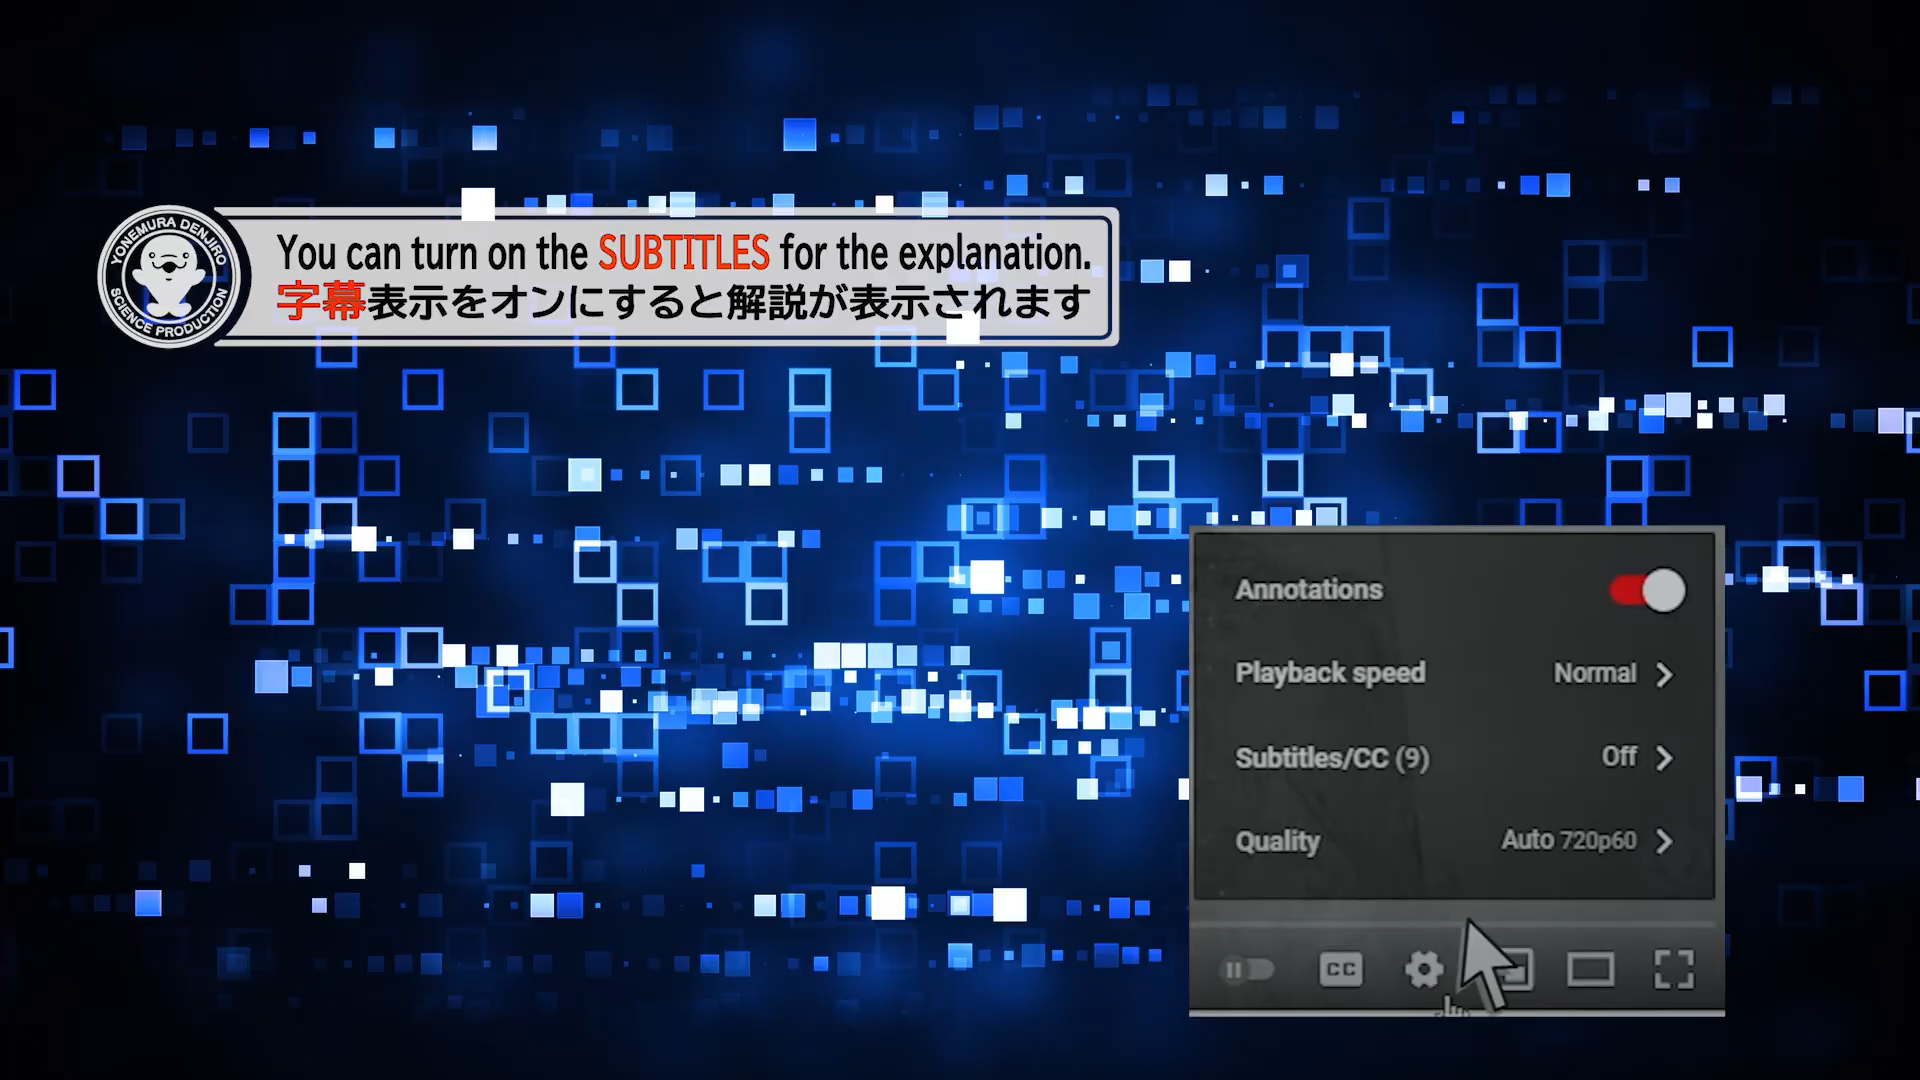 YONEMURA DENJIRO
SCIENCE PRODUCTION
You can turn on the SUBTITLES for the explanation.
字幕表示をオンにすると解説が表示されます
Annotations
Playback speed Normal
Subtitles/CC (9) Off
Quality Auto 720p60
CC